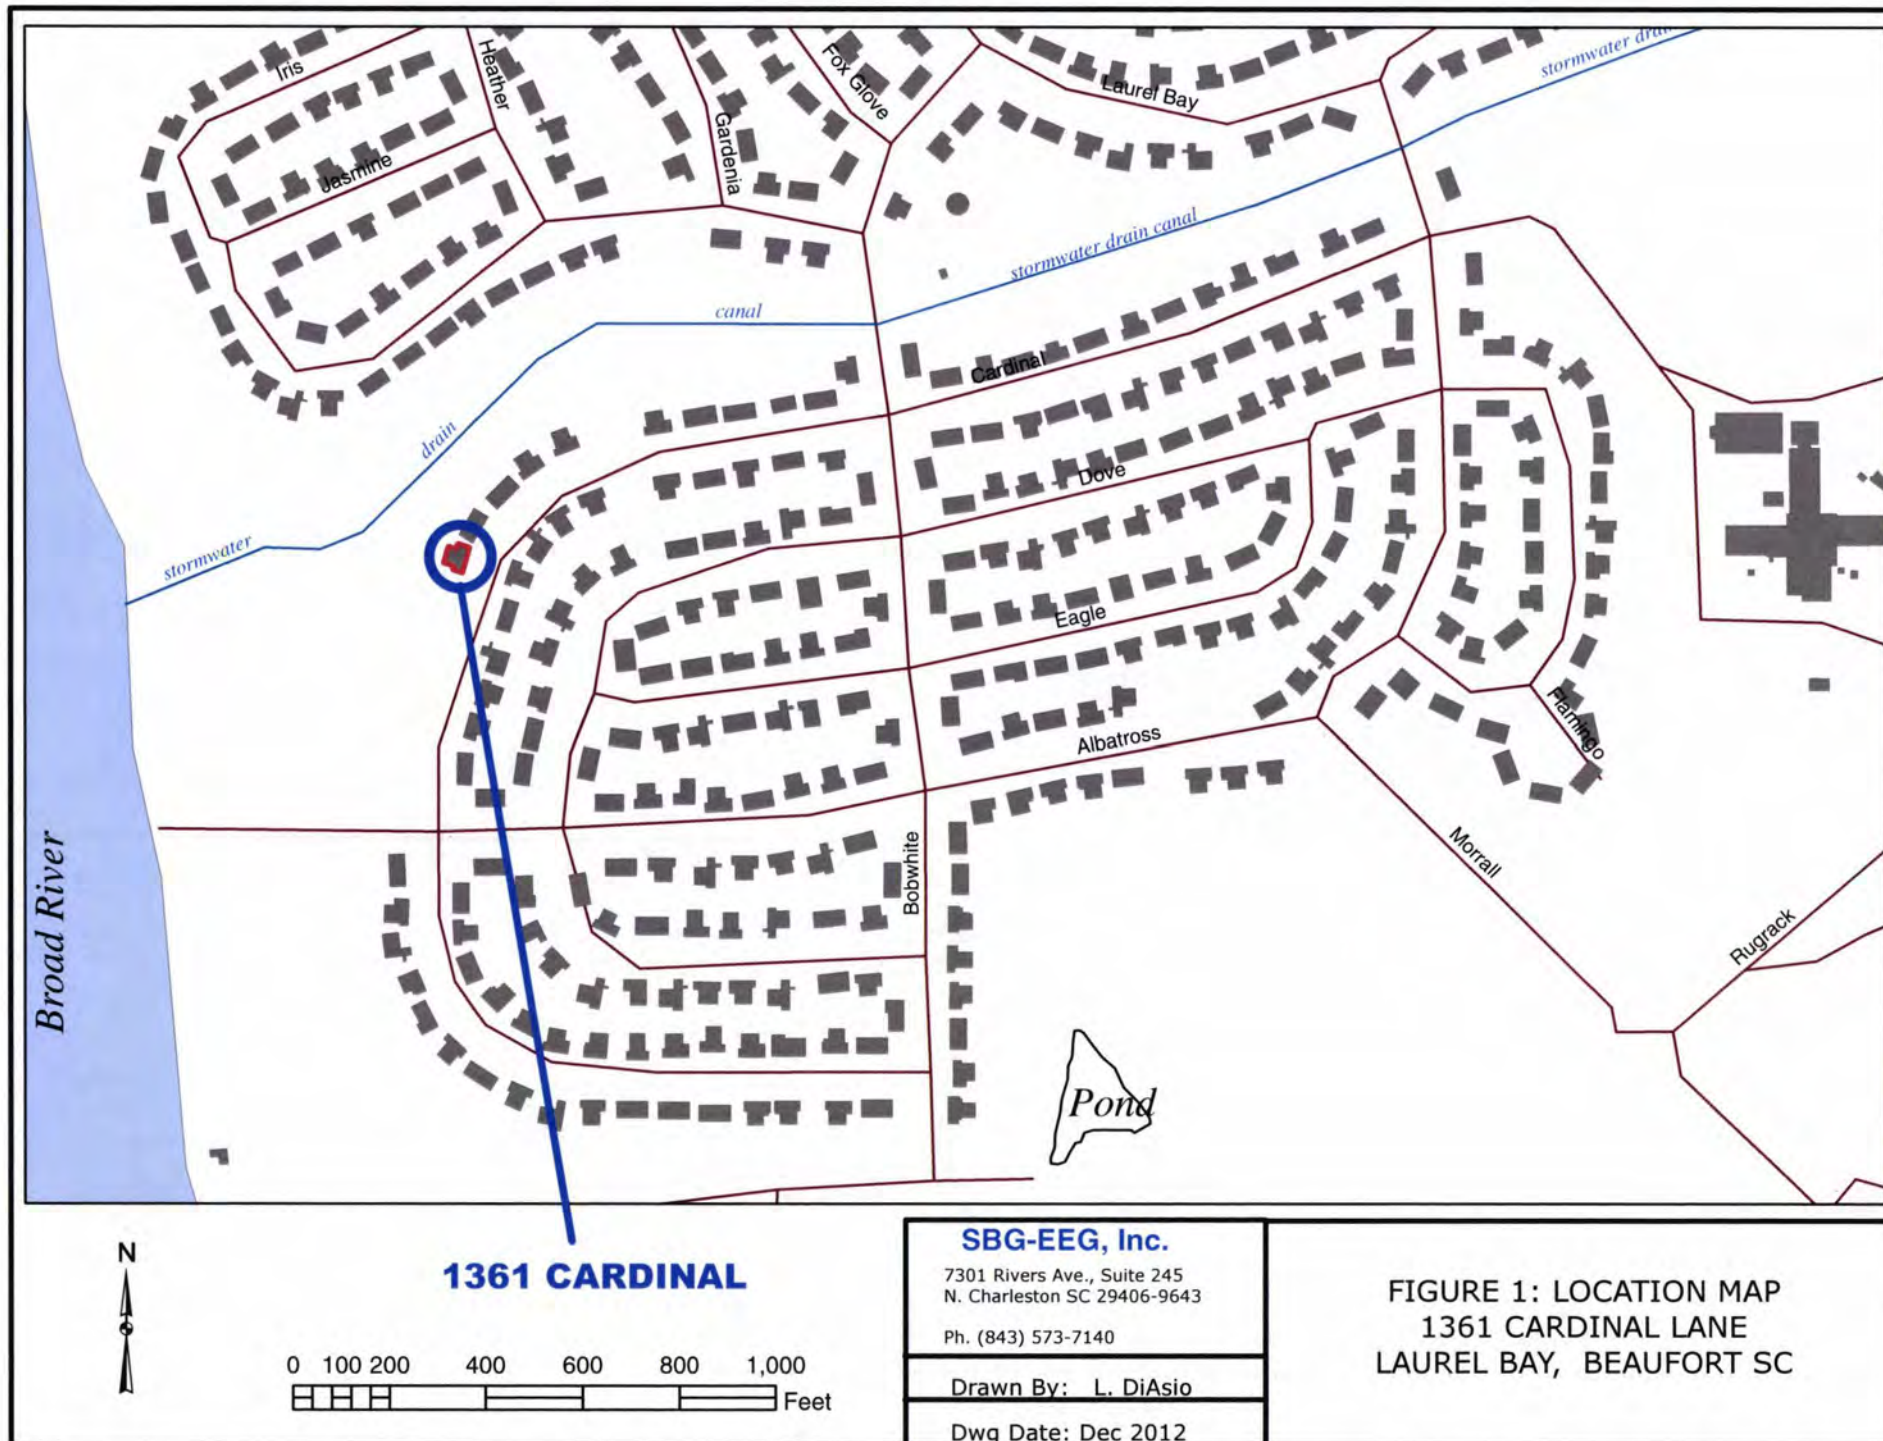 Iris
Heather
Fox Glove
Laurel Bay
stormwater drain
Jasmine
Gardenia
stormwater drain canal
canal
Cardinal
drain
Dove
stormwater
Eagle
Flamingo
Albatross
Morrall
Bobwhite
Rugrack
Broad River
Pond
N
1361 CARDINAL
0 100 200 400 600 800 1,000
Feet
SBG-EEG, Inc.
7301 Rivers Ave., Suite 245
N. Charleston SC 29406-9643
Ph. (843) 573-7140
Drawn By: L. DiAsio
Dwg Date: Dec 2012
FIGURE 1: LOCATION MAP
1361 CARDINAL LANE
LAUREL BAY, BEAUFORT SC